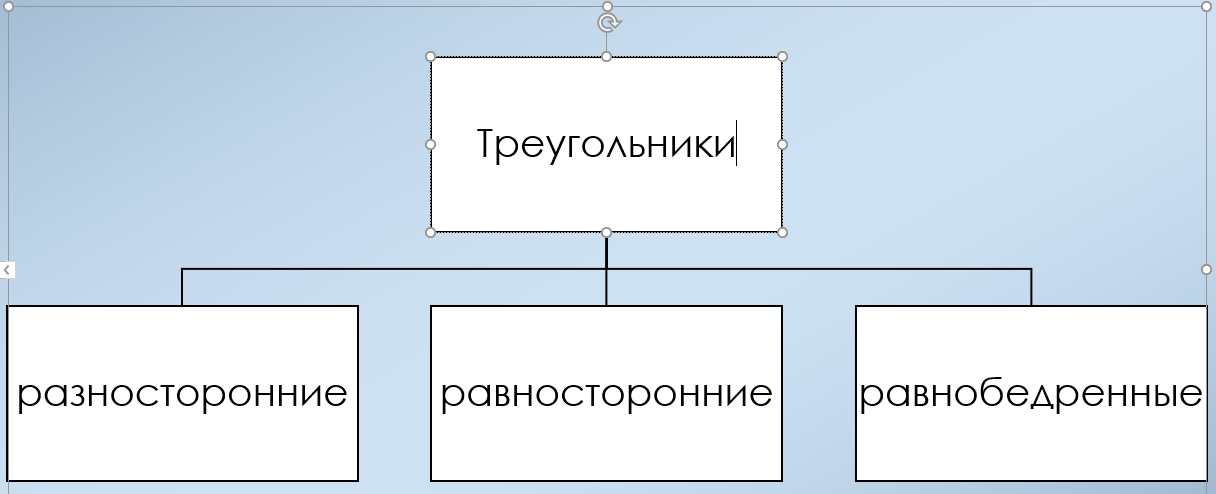 Треугольники
разносторонние
равносторонние
равнобедренные